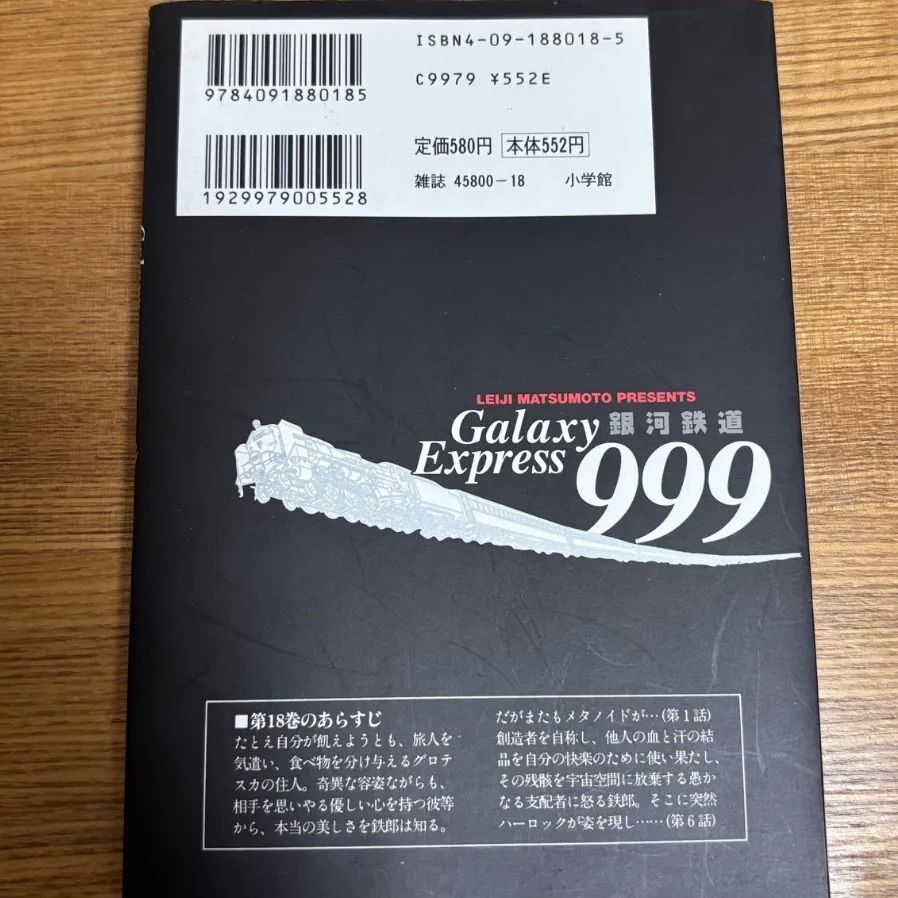 ISBN4-09-188018-5
C9979 ¥552E
9784091880185
定価580円 本体552円
雑誌 45800-18 小学館
1929979005528
LEIJI MATSUMOTO PRESENTS
Galaxy 銀河鉄道
Express 999
■第18巻のあらすじ
たとえ自分が飢えようとも、旅人を
気遣い、食べ物を分け与えるグロテ
スカの住人。奇異な容姿ながらも、
相手を思いやる優しい心を持つ彼等
から、本当の美しさを鉄郎は知る。
だがまたもメタノイドが…(第1話)
創造者を自称し、他人の血と汗の結
晶を自分の快楽のために使い果たし、
その残骸を宇宙空間に放棄する愚か
なる支配者に怒る鉄郎。そこに突然
ハーロックが姿を現し……(第6話)